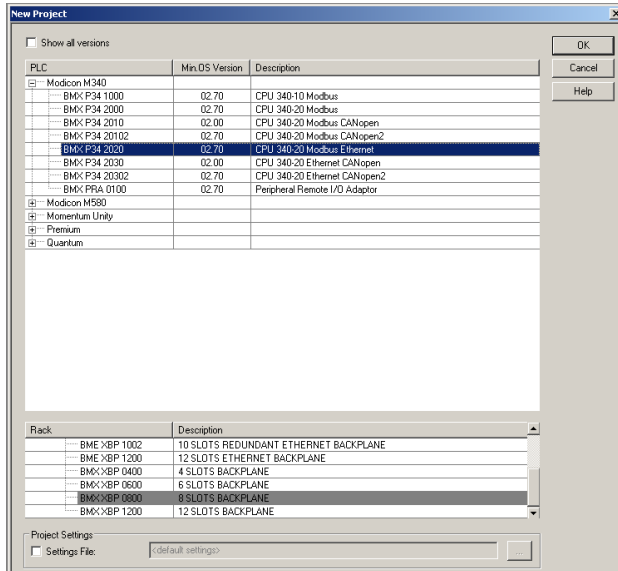 New Project
Show all versions
OK
PLC Min.OS Version Description
Cancel
Modicon M340
Help
BMX P34 1000 02.70 CPU 340-10 Modbus
BMX P34 2000 02.70 CPU 340-20 Modbus
BMX P34 2010 02.00 CPU 340-20 Modbus CANopen
BMX P34 20102 02.70 CPU 340-20 Modbus CANopen2
BMX P34 2020 02.70 CPU 340-20 Modbus Ethernet
BMX P34 2030 02.00 CPU 340-20 Ethernet CANopen
BMX P34 20302 02.70 CPU 340-20 Ethernet CANopen2
BMX PRA 0100 02.70 Peripheral Remote I/O Adaptor
Modicon M580
Momentum Unity
Premium
Quantum
Rack Description
BME XBP 1002 10 SLOTS REDUNDANT ETHERNET BACKPLANE
BME XBP 1200 12 SLOTS ETHERNET BACKPLANE
BMX XBP 0400 4 SLOTS BACKPLANE
BMX XBP 0600 6 SLOTS BACKPLANE
BMX XBP 0800 8 SLOTS BACKPLANE
BMX XBP 1200 12 SLOTS BACKPLANE
Project Settings
Settings File: <default settings> ...